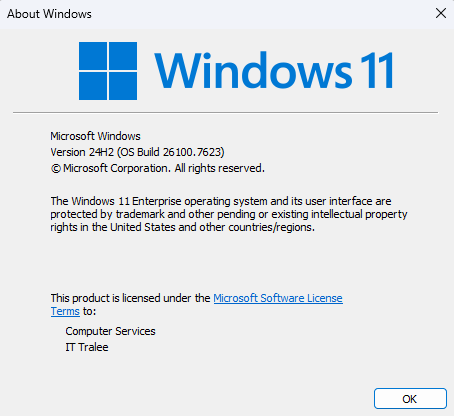 About Windows
Windows 11
Microsoft Windows
Version 24H2 (OS Build 26100.7623)
© Microsoft Corporation. All rights reserved.
The Windows 11 Enterprise operating system and its user interface are
protected by trademark and other pending or existing intellectual property
rights in the United States and other countries/regions.
This product is licensed under the Microsoft Software License
Terms to:
Computer Services
IT Tralee
OK